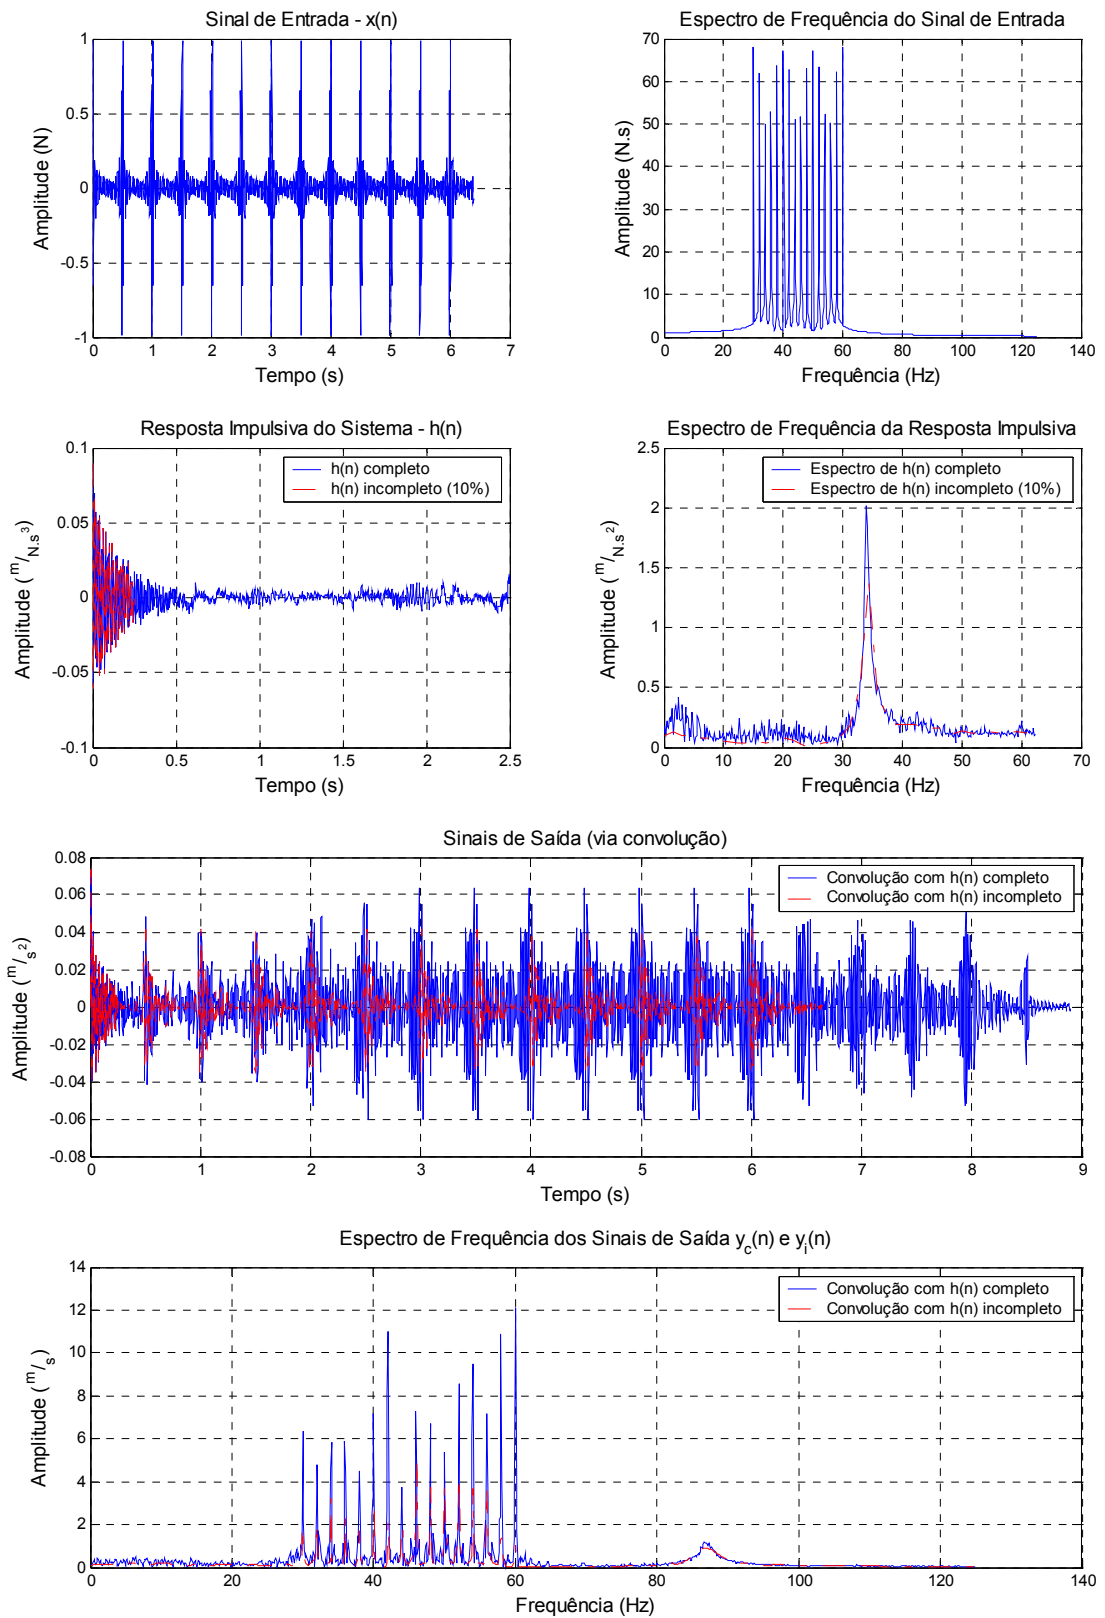 Sinal de Entrada - x(n)
1
0.5
0
-0.5
-1
0 1 2 3 4 5 6 7
Amplitude (N)
Tempo (s)
Espectro de Frequência do Sinal de Entrada
70
60
50
40
30
20
10
0
0 20 40 60 80 100 120 140
Amplitude (N.s)
Frequência (Hz)
Resposta Impulsiva do Sistema - h(n)
h(n) completo
h(n) incompleto (10%)
0.1
0.05
0
-0.05
-0.1
0 0.5 1 1.5 2 2.5
Amplitude (m/N.s3)
Tempo (s)
Espectro de Frequência da Resposta Impulsiva
Espectro de h(n) completo
Espectro de h(n) incompleto (10%)
2.5
2
1.5
1
0.5
0
0 10 20 30 40 50 60 70
Amplitude (m/N.s2)
Frequência (Hz)
Sinais de Saída (via convolução)
Convolução com h(n) completo
Convolução com h(n) incompleto
0.08
0.06
0.04
0.02
0
-0.02
-0.04
-0.06
-0.08
0 1 2 3 4 5 6 7 8 9
Amplitude (m/s2)
Tempo (s)
Espectro de Frequência dos Sinais de Saída yc(n) e yi(n)
Convolução com h(n) completo
Convolução com h(n) incompleto
14
12
10
8
6
4
2
0
0 20 40 60 80 100 120 140
Amplitude (m/s)
Frequência (Hz)